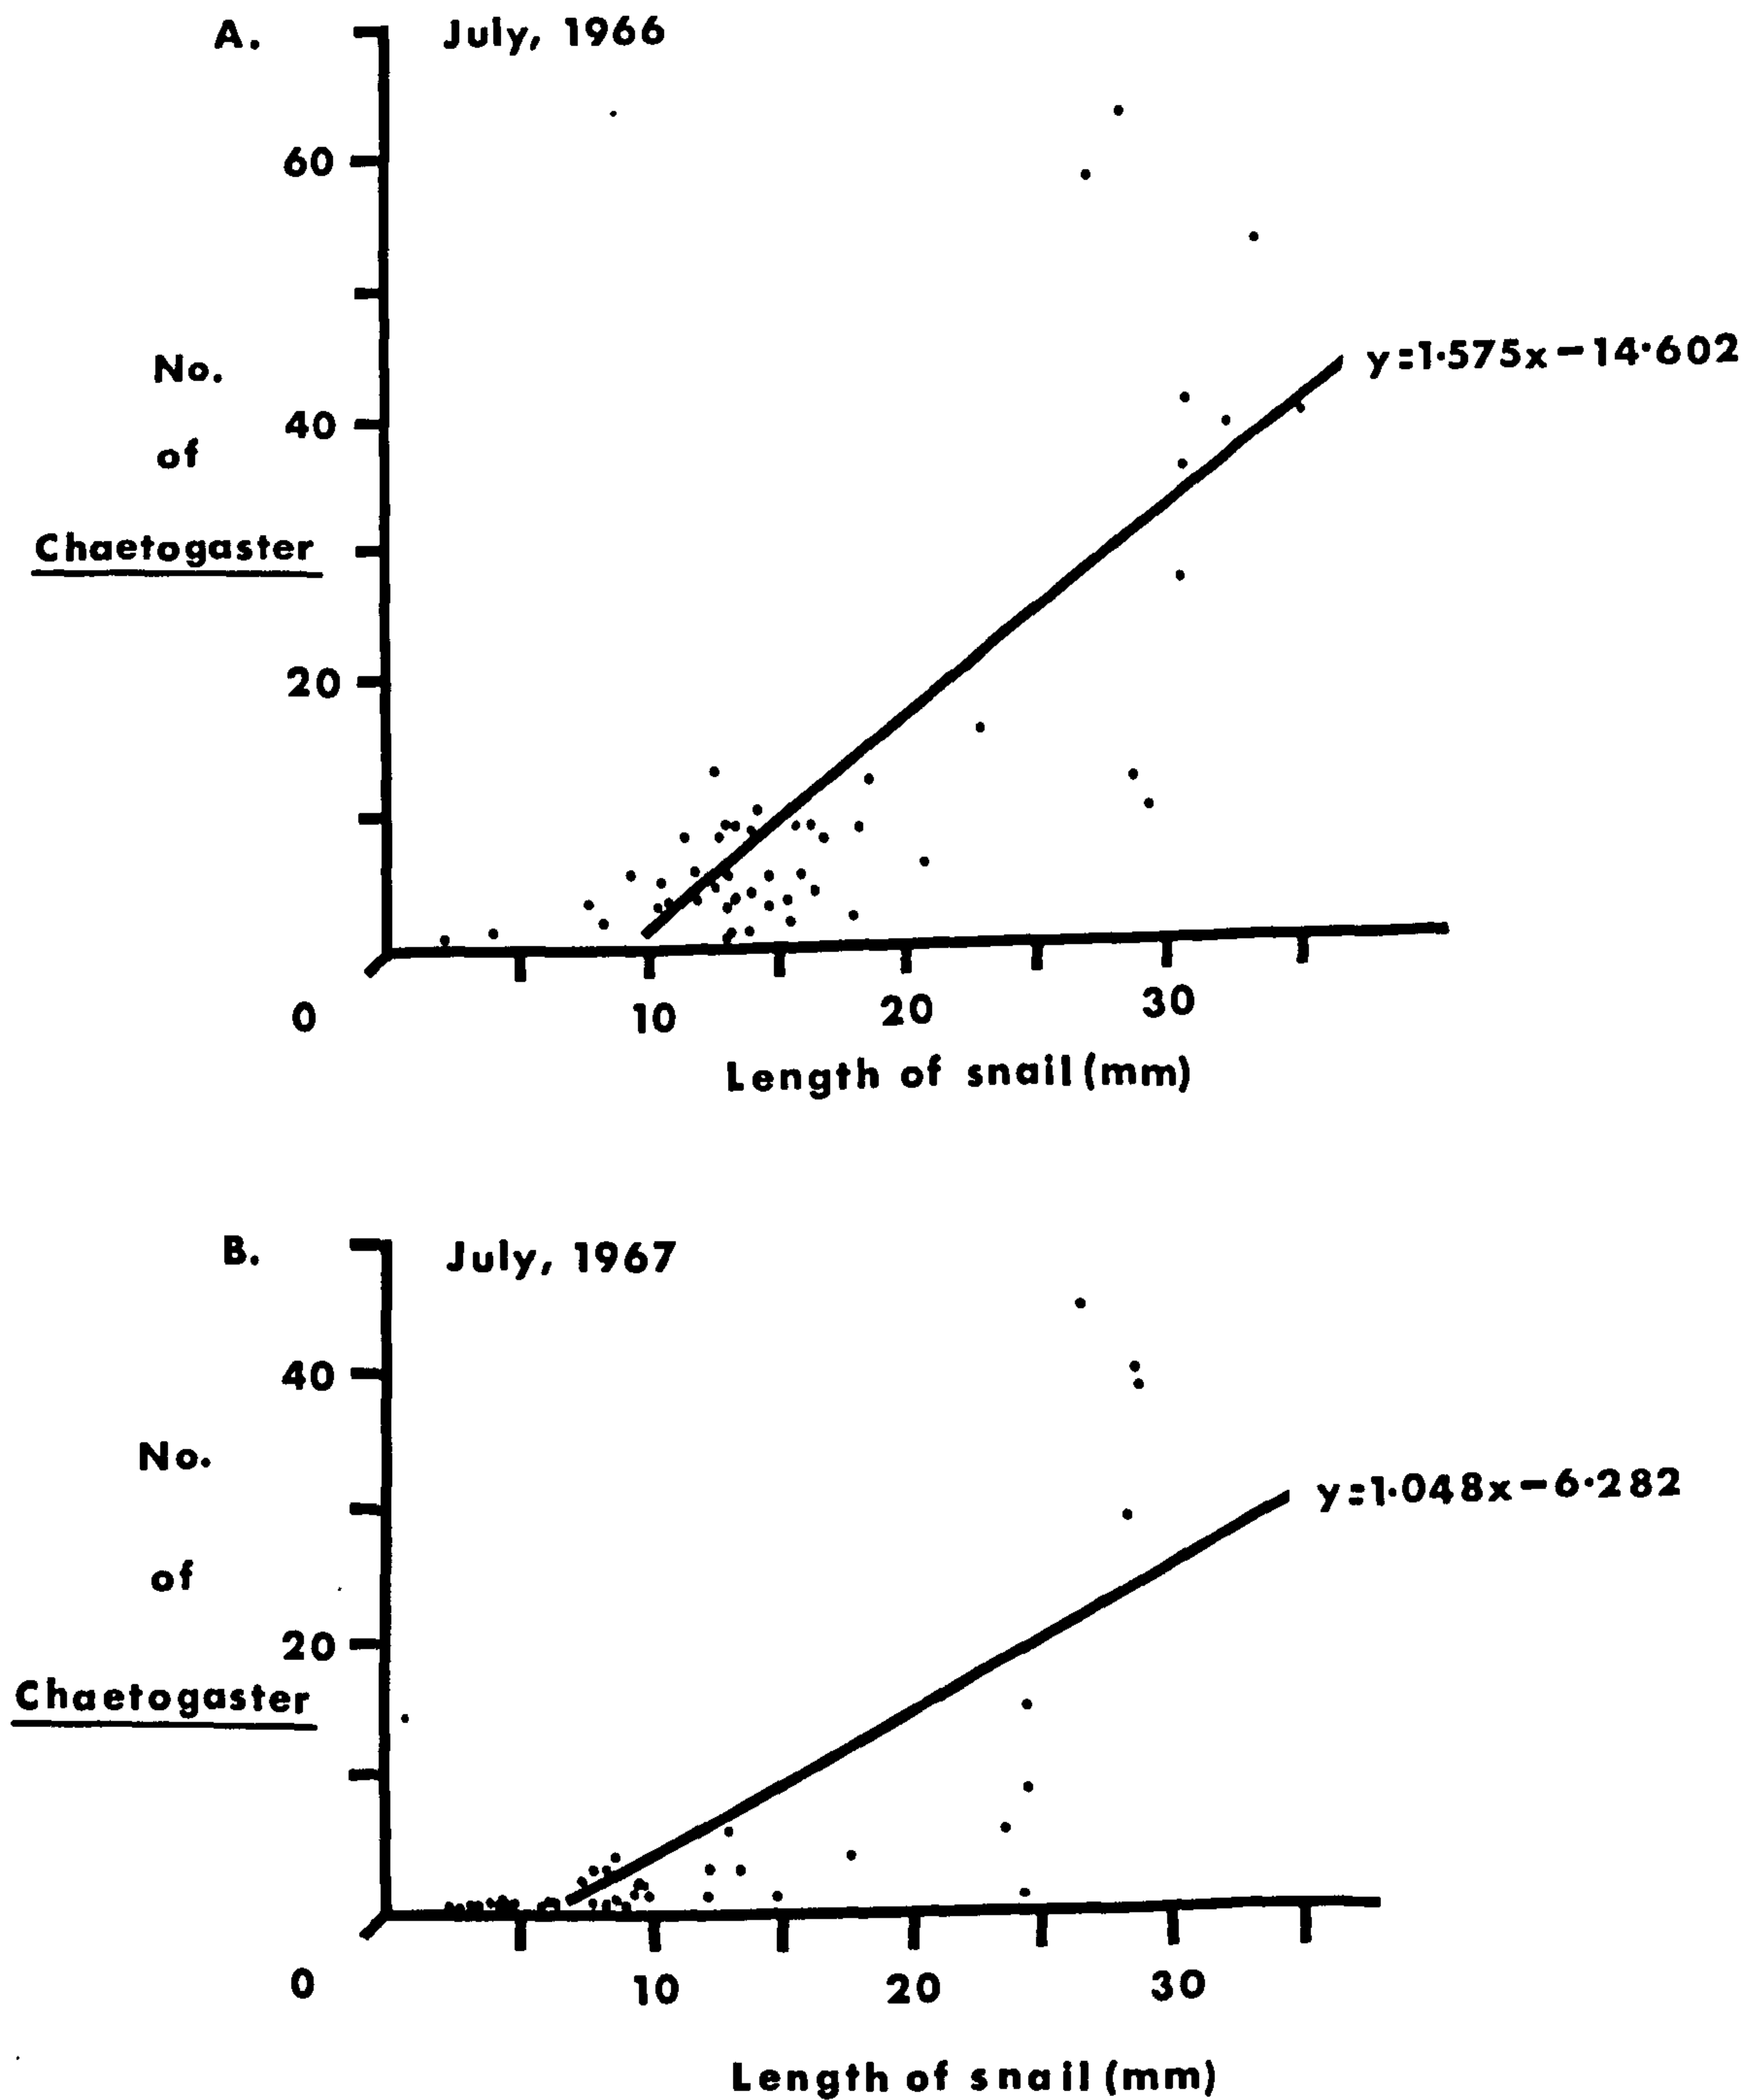 A. July, 1966
60
No.
40
of
Chaetogaster
20
y=1·575x−14·602
0 10 20 30
Length of snail (mm)
B. July, 1967
40
No.
of
20
Chaetogaster
y=1·048x−6·282
0 10 20 30
Length of snail (mm)